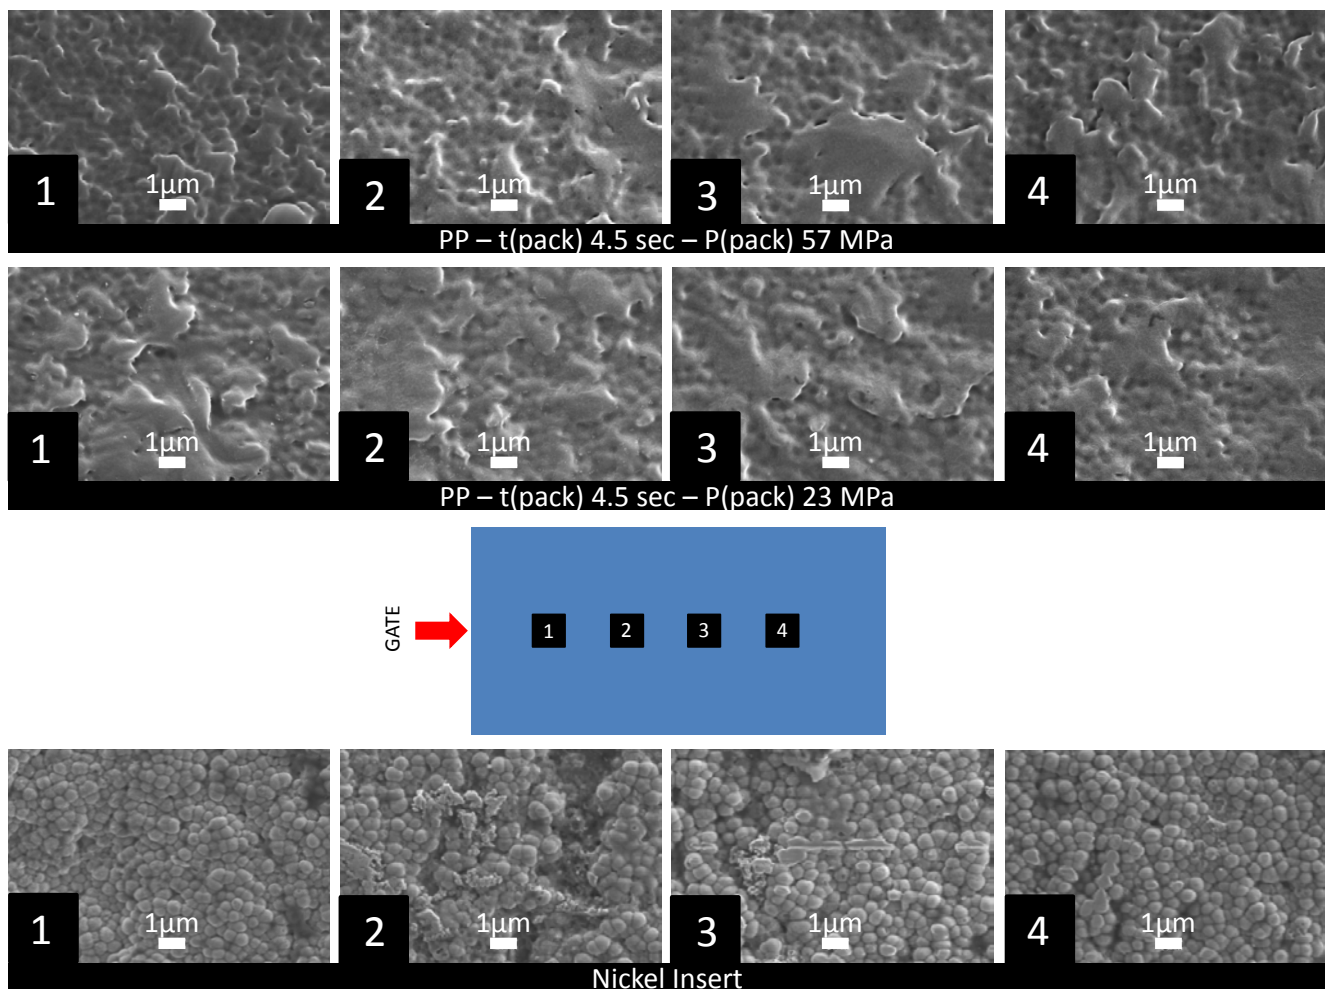 1 1µm 2 1µm 3 1µm 4 1µm
PP – t(pack) 4.5 sec – P(pack) 57 MPa
1 1µm 2 1µm 3 1µm 4 1µm
PP – t(pack) 4.5 sec – P(pack) 23 MPa
GATE
1 2 3 4
1 1µm 2 1µm 3 1µm 4 1µm
Nickel Insert